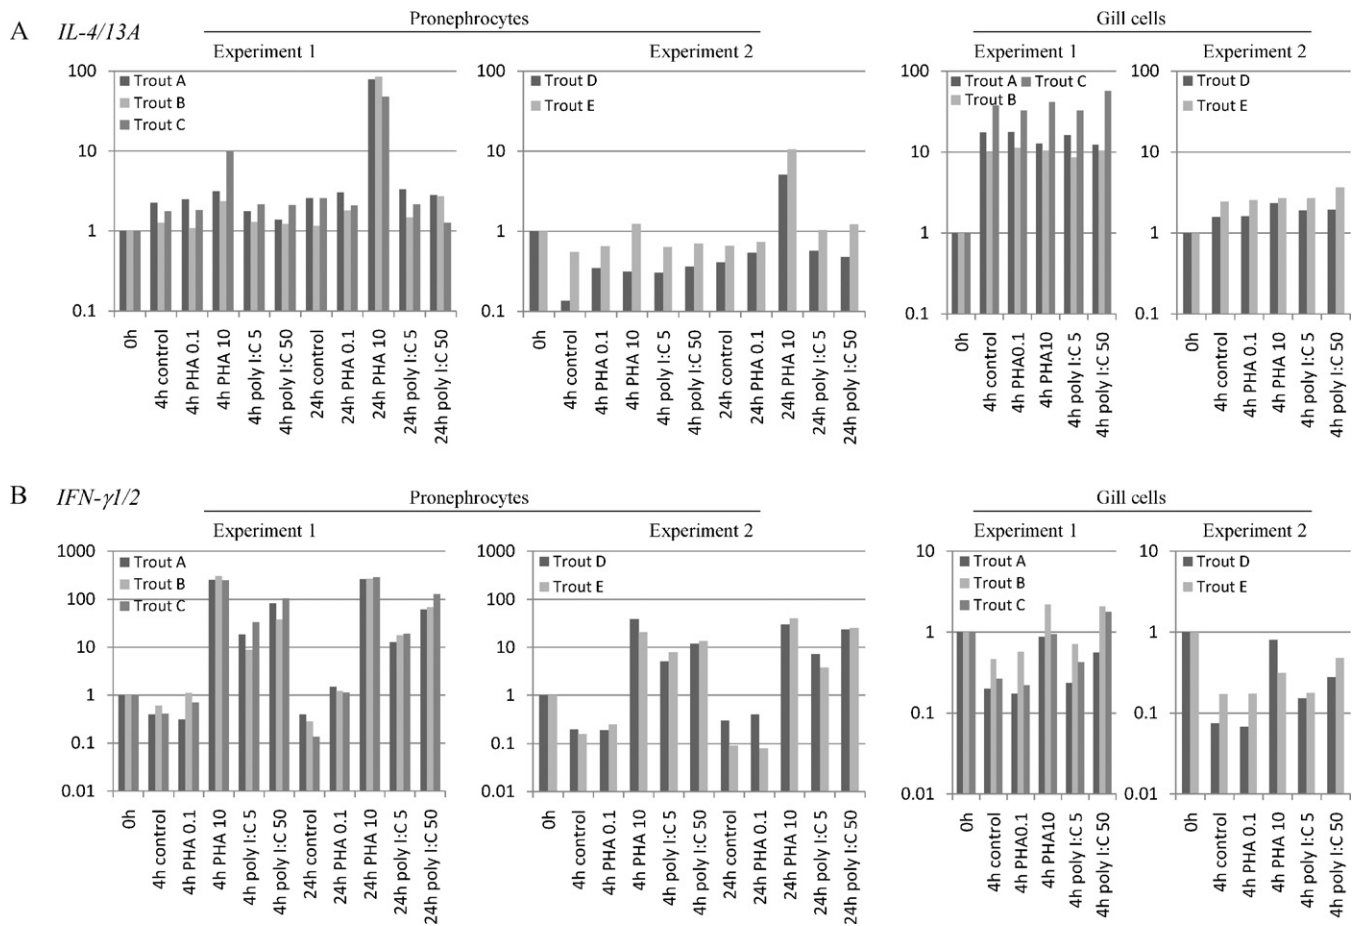 A IL-4/13A
Pronephrocytes
Gill cells
Experiment 1
Experiment 2
Experiment 1
Experiment 2
100
10
1
0.1
Trout A
Trout B
Trout C
0h
4h control
4h PHA 0.1
4h PHA 10
4h poly I:C 5
4h poly I:C 50
24h control
24h PHA 0.1
24h PHA 10
24h poly I:C 5
24h poly I:C 50
100
10
1
0.1
Trout D
Trout E
0h
4h control
4h PHA 0.1
4h PHA 10
4h poly I:C 5
4h poly I:C 50
24h control
24h PHA 0.1
24h PHA 10
24h poly I:C 5
24h poly I:C 50
100
10
1
0.1
Trout A Trout C
Trout B
0h
4h control
4h PHA0.1
4h PHA10
4h poly I:C 5
4h poly I:C 50
100
10
1
0.1
Trout D
Trout E
0h
4h control
4h PHA 0.1
4h PHA 10
4h poly I:C 5
4h poly I:C 50
B IFN-γ1/2
Pronephrocytes
Gill cells
Experiment 1
Experiment 2
Experiment 1
Experiment 2
1000
100
10
1
0.1
0.01
Trout A
Trout B
Trout C
0h
4h control
4h PHA 0.1
4h PHA 10
4h poly I:C 5
4h poly I:C 50
24h control
24h PHA 0.1
24h PHA 10
24h poly I:C 5
24h poly I:C 50
1000
100
10
1
0.1
0.01
Trout D
Trout E
0h
4h control
4h PHA 0.1
4h PHA 10
4h poly I:C 5
4h poly I:C 50
24h control
24h PHA 0.1
24h PHA 10
24h poly I:C 5
24h poly I:C 50
10
1
0.1
0.01
Trout A
Trout B
Trout C
0h
4h control
4h PHA0.1
4h PHA10
4h poly I:C 5
4h poly I:C 50
10
1
0.1
0.01
Trout D
Trout E
0h
4h control
4h PHA 0.1
4h PHA 10
4h poly I:C 5
4h poly I:C 50